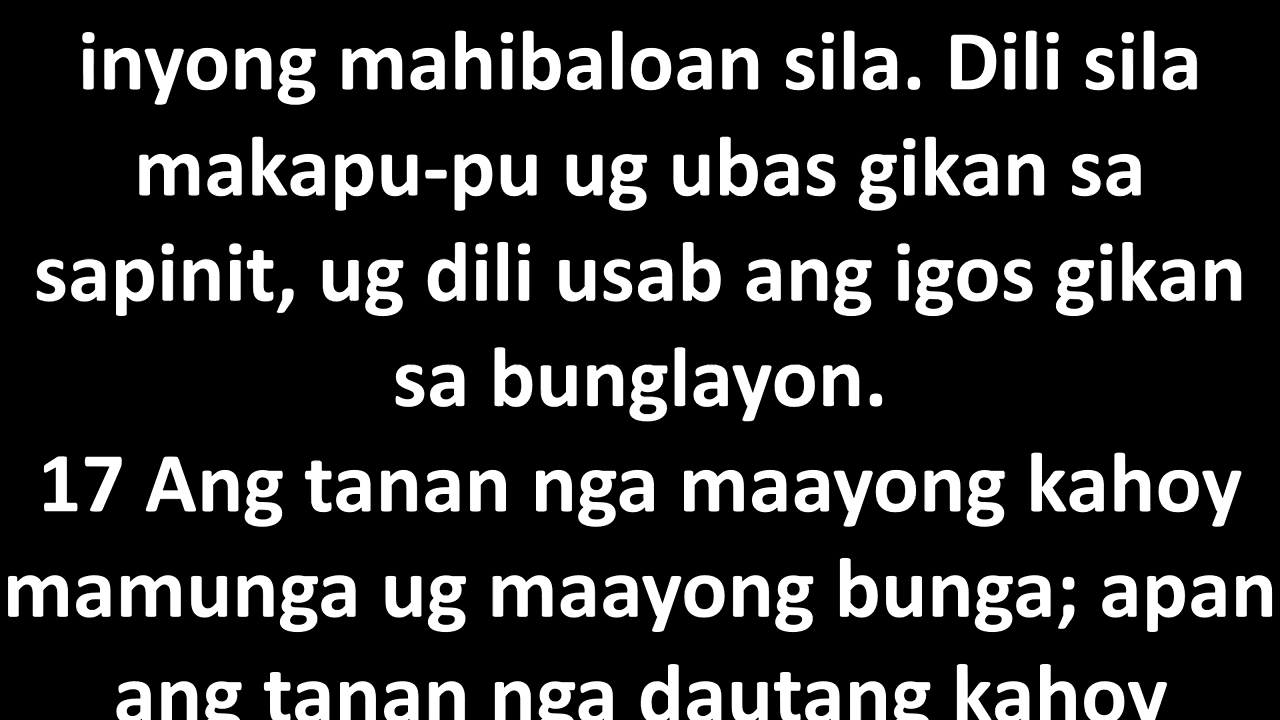 inyong mahibaloan sila. Dili sila
makapu-pu ug ubas gikan sa
sapinit, ug dili usab ang igos gikan
sa bunglayon.
17 Ang tanan nga maayong kahoy
mamunga ug maayong bunga; apan
ang tanan nga dautang kahoy